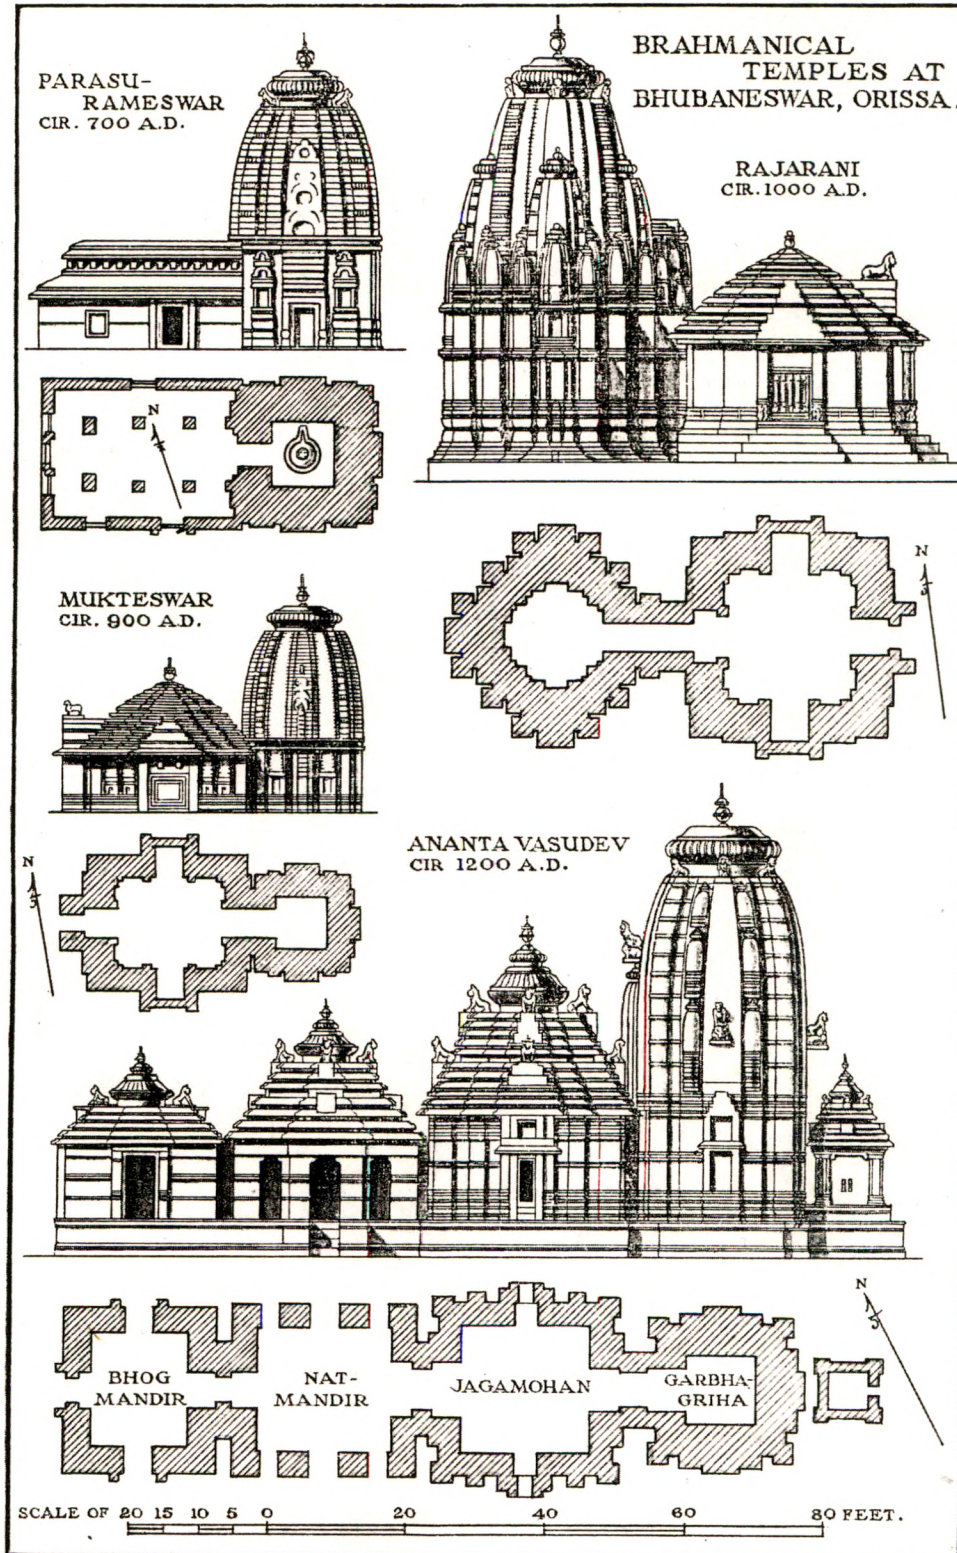 BRAHMANICAL
TEMPLES AT
BHUBANESWAR, ORISSA.
PARASU-
RAMESWAR
CIR. 700 A.D.
RAJARANI
CIR. 1000 A.D.
N
N
MUKTESWAR
CIR. 900 A.D.
N
ANANTA VASUDEV
CIR 1200 A.D.
N
BHOG
MANDIR
NAT-
MANDIR
JAGAMOHAN
GARBHA-
GRIHA
SCALE OF 20 15 10 5 0 20 40 60 80 FEET.